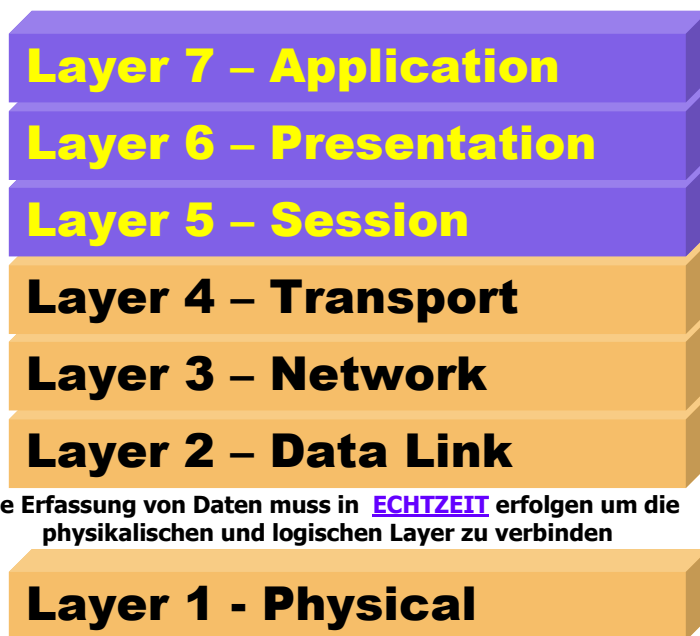 Layer 7 – Application
Layer 6 – Presentation
Layer 5 – Session
Layer 4 – Transport
Layer 3 – Network
Layer 2 – Data Link
e Erfassung von Daten muss in ECHTZEIT erfolgen um die
physikalischen und logischen Layer zu verbinden
Layer 1 - Physical